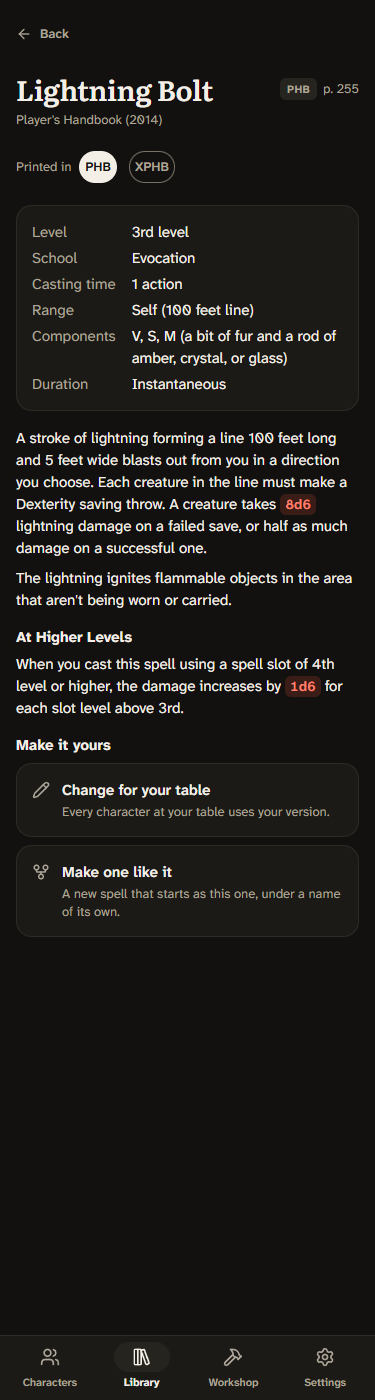 Back
Lightning Bolt
PHB p. 255
Player's Handbook (2014)
Printed in PHB XPHB
Level 3rd level
School Evocation
Casting time 1 action
Range Self (100 feet line)
Components V, S, M (a bit of fur and a rod of
amber, crystal, or glass)
Duration Instantaneous
A stroke of lightning forming a line 100 feet long
and 5 feet wide blasts out from you in a direction
you choose. Each creature in the line must make a
Dexterity saving throw. A creature takes 8d6
lightning damage on a failed save, or half as much
damage on a successful one.
The lightning ignites flammable objects in the area
that aren't being worn or carried.
At Higher Levels
When you cast this spell using a spell slot of 4th
level or higher, the damage increases by 1d6 for
each slot level above 3rd.
Make it yours
Change for your table
Every character at your table uses your version.
Make one like it
A new spell that starts as this one, under a name
of its own.
Characters Library Workshop Settings